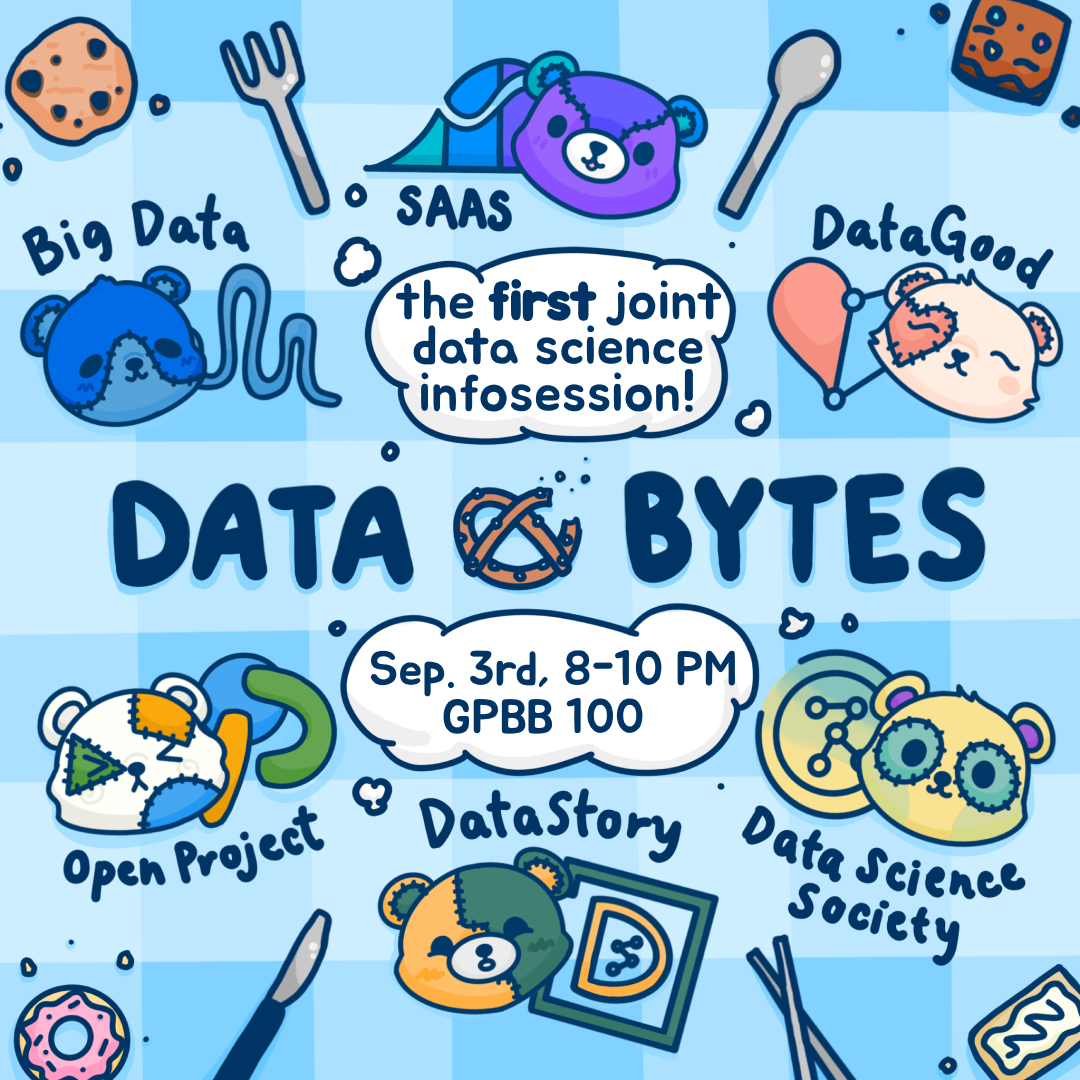 SAAS
Big Data
DataGood
the first joint
data science
infosession!
DATA BYTES
Sep. 3rd, 8-10 PM
GPBB 100
Open Project
DataStory
Data Science
Society
D